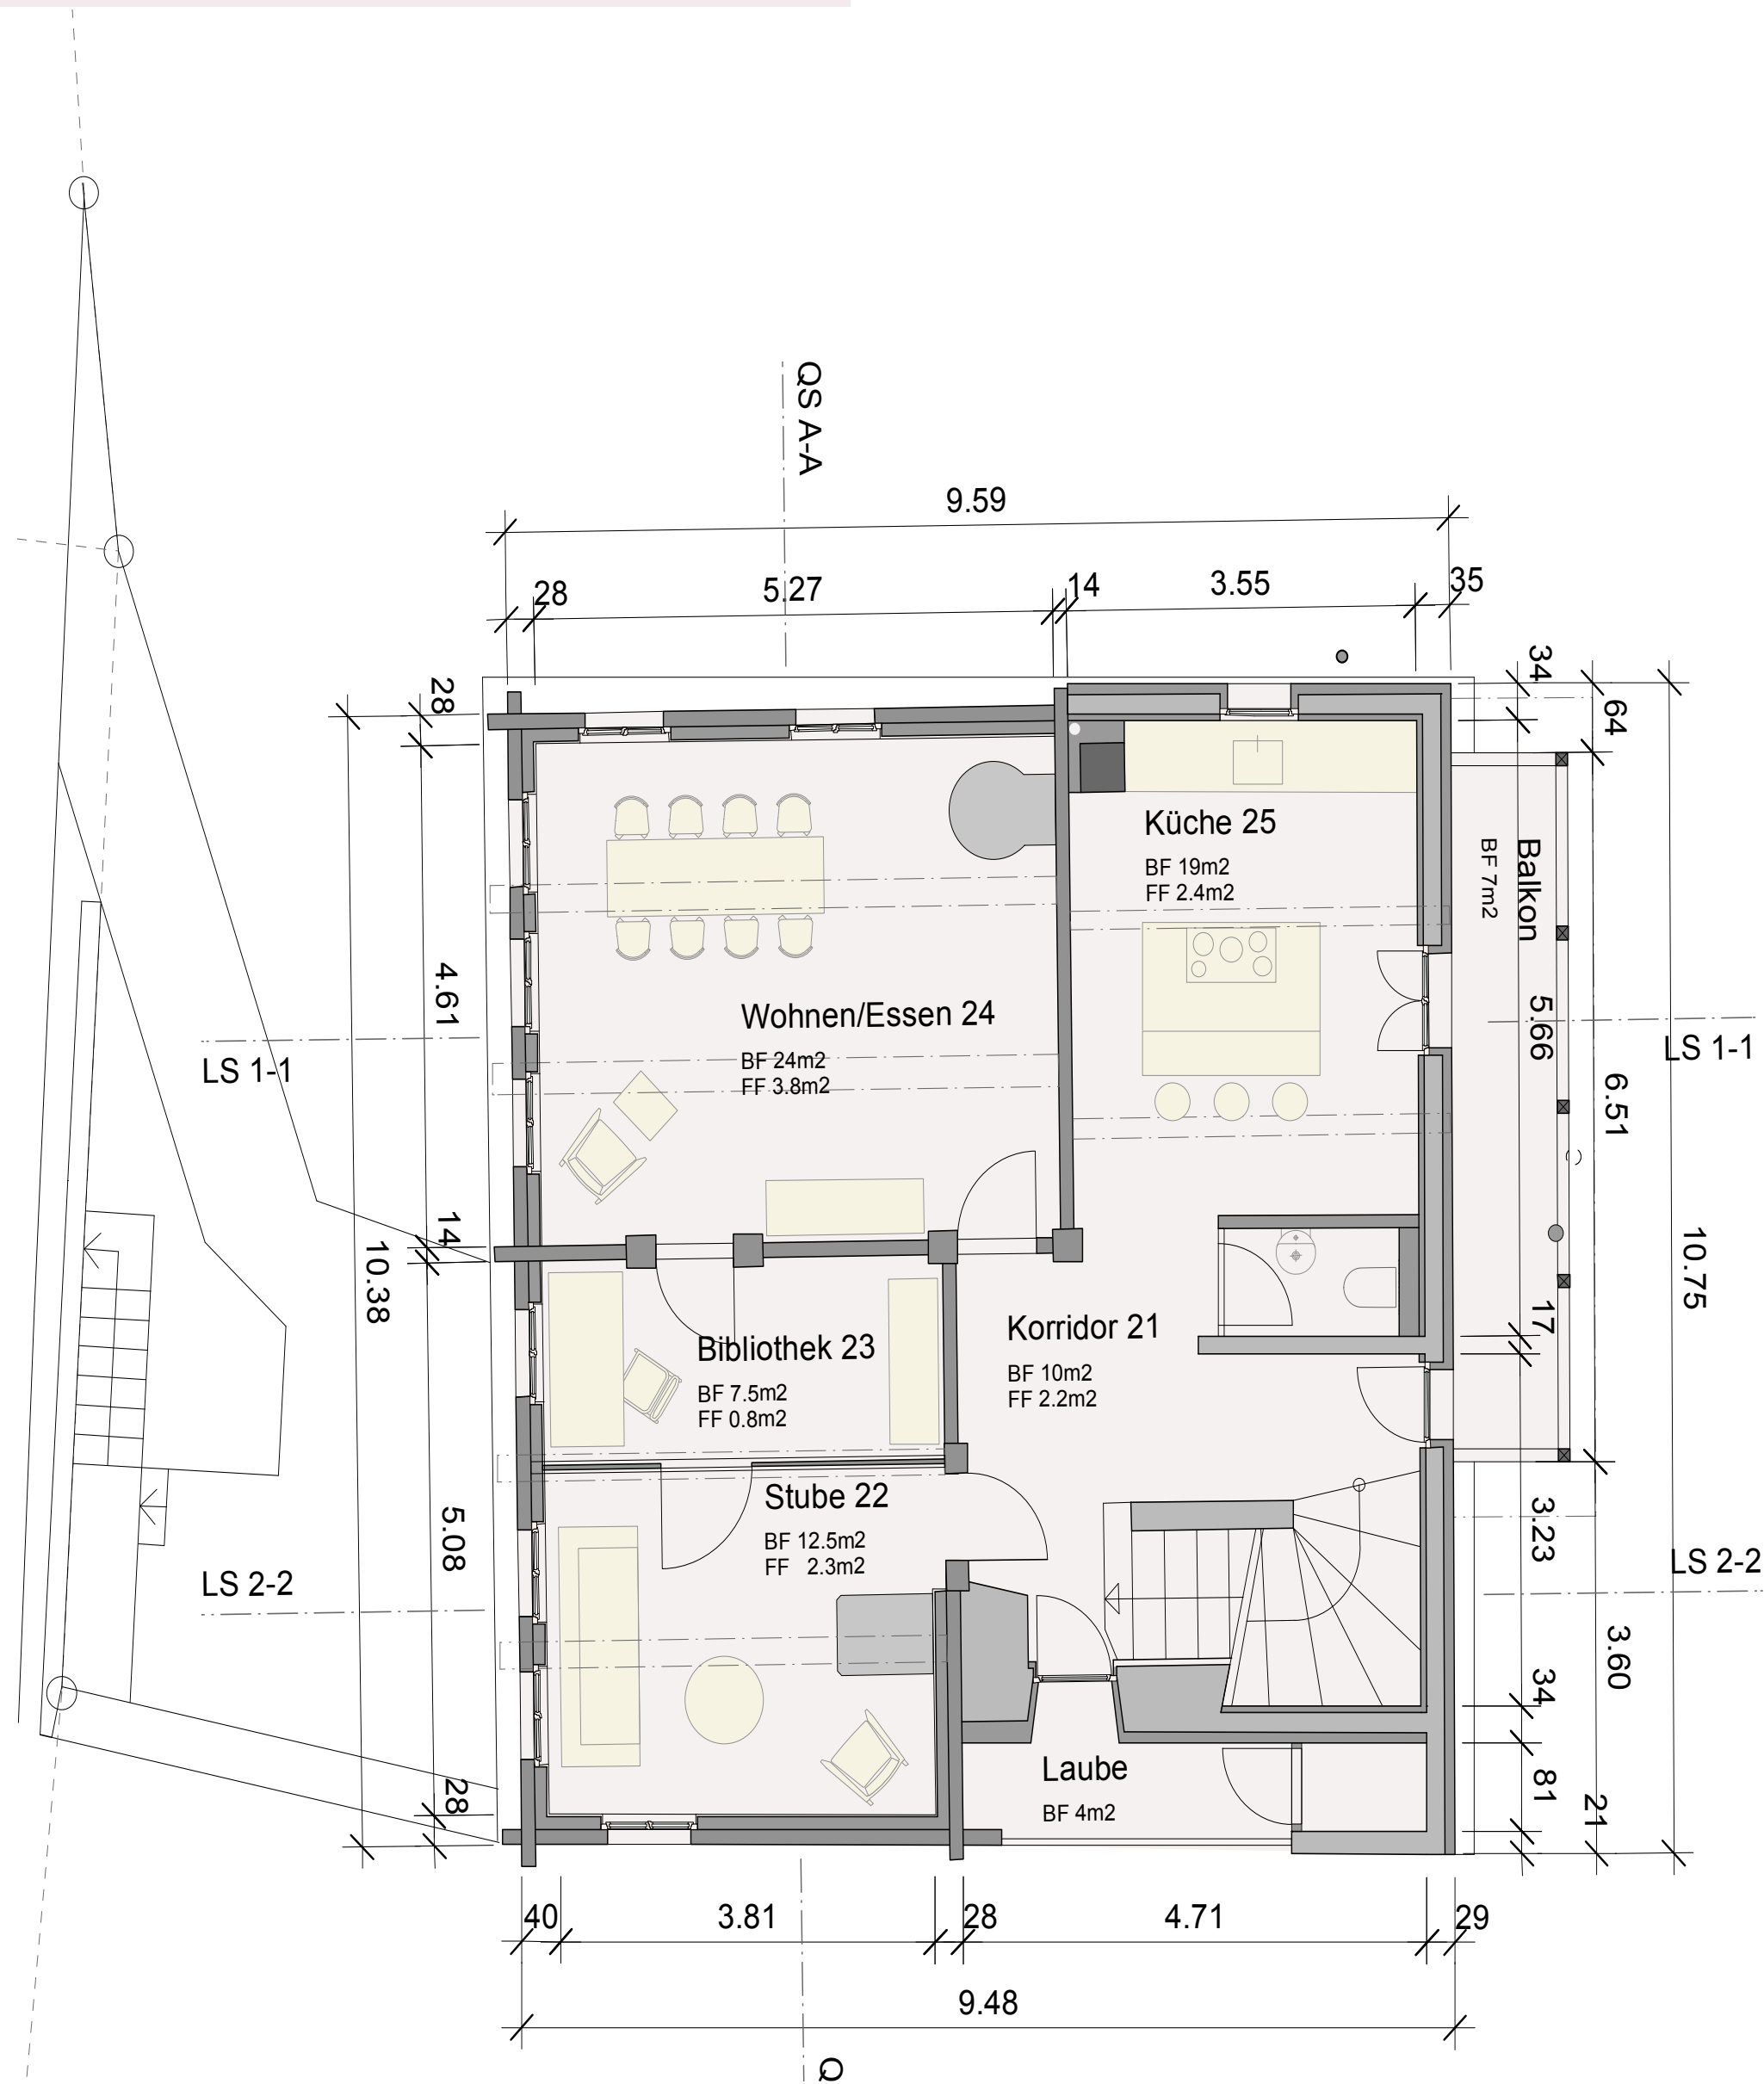 QS A-A
9.59
28
5.27
14
3.55
35
28
4.61
14
10.38
5.08
28
34
64
5.66
6.51
17
10.75
3.23
3.60
34
81
21
Küche 25
BF 19m2
FF 2.4m2
Balkon
BF 7m2
Wohnen/Essen 24
BF 24m2
FF 3.8m2
LS 1-1
LS 1-1
Korridor 21
BF 10m2
FF 2.2m2
Bibliothek 23
BF 7.5m2
FF 0.8m2
Stube 22
BF 12.5m2
FF 2.3m2
LS 2-2
LS 2-2
Laube
BF 4m2
40
3.81
28
4.71
29
9.48
Q